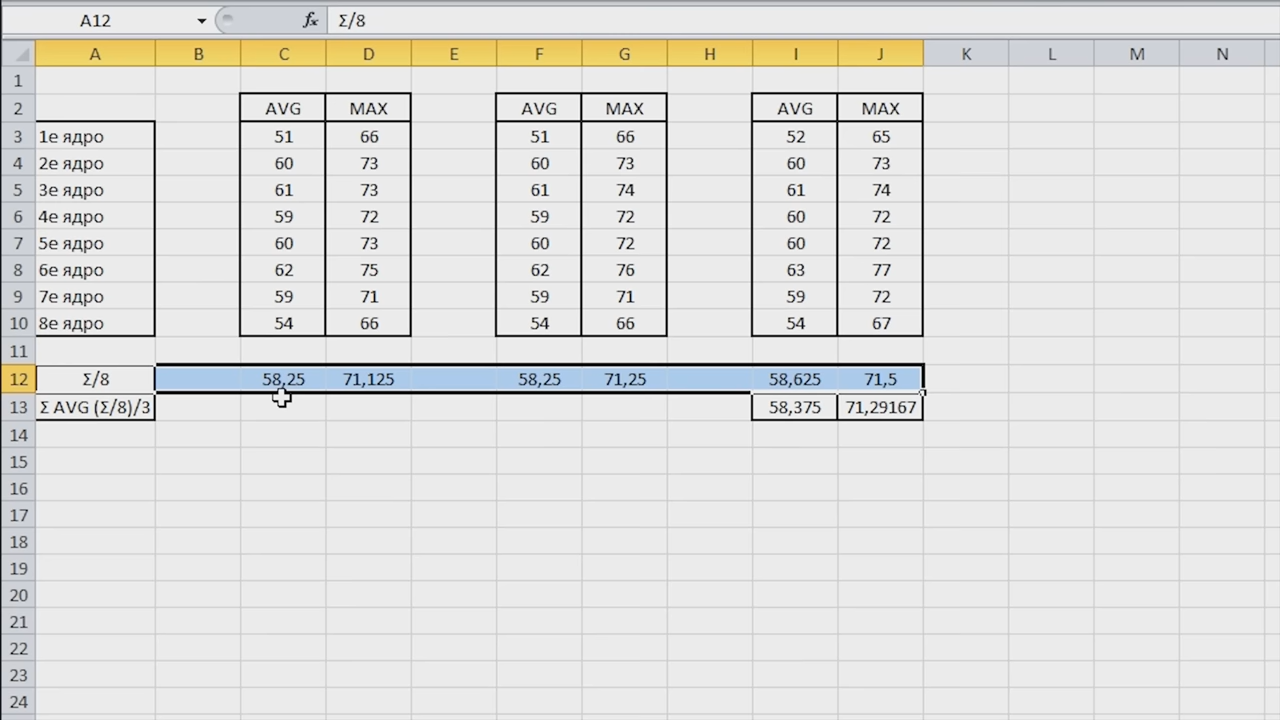 A12 fx Σ/8
A B C D E F G H I J K L M N
1
2 AVG MAX AVG MAX AVG MAX
3 1е ядро 51 66 51 66 52 65
4 2е ядро 60 73 60 73 60 73
5 3е ядро 61 73 61 74 61 74
6 4е ядро 59 72 59 72 60 72
7 5е ядро 60 73 60 72 60 72
8 6е ядро 62 75 62 76 63 77
9 7е ядро 59 71 59 71 59 72
10 8е ядро 54 66 54 66 54 67
11
12 Σ/8 58,25 71,125 58,25 71,25 58,625 71,5
13 Σ AVG (Σ/8)/3 58,375 71,29167
14
15
16
17
18
19
20
21
22
23
24